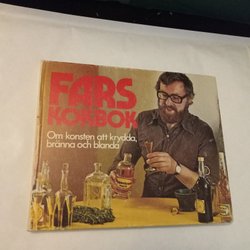 FARS
KOKBOK
Om konsten att krydda,
bränna och blanda